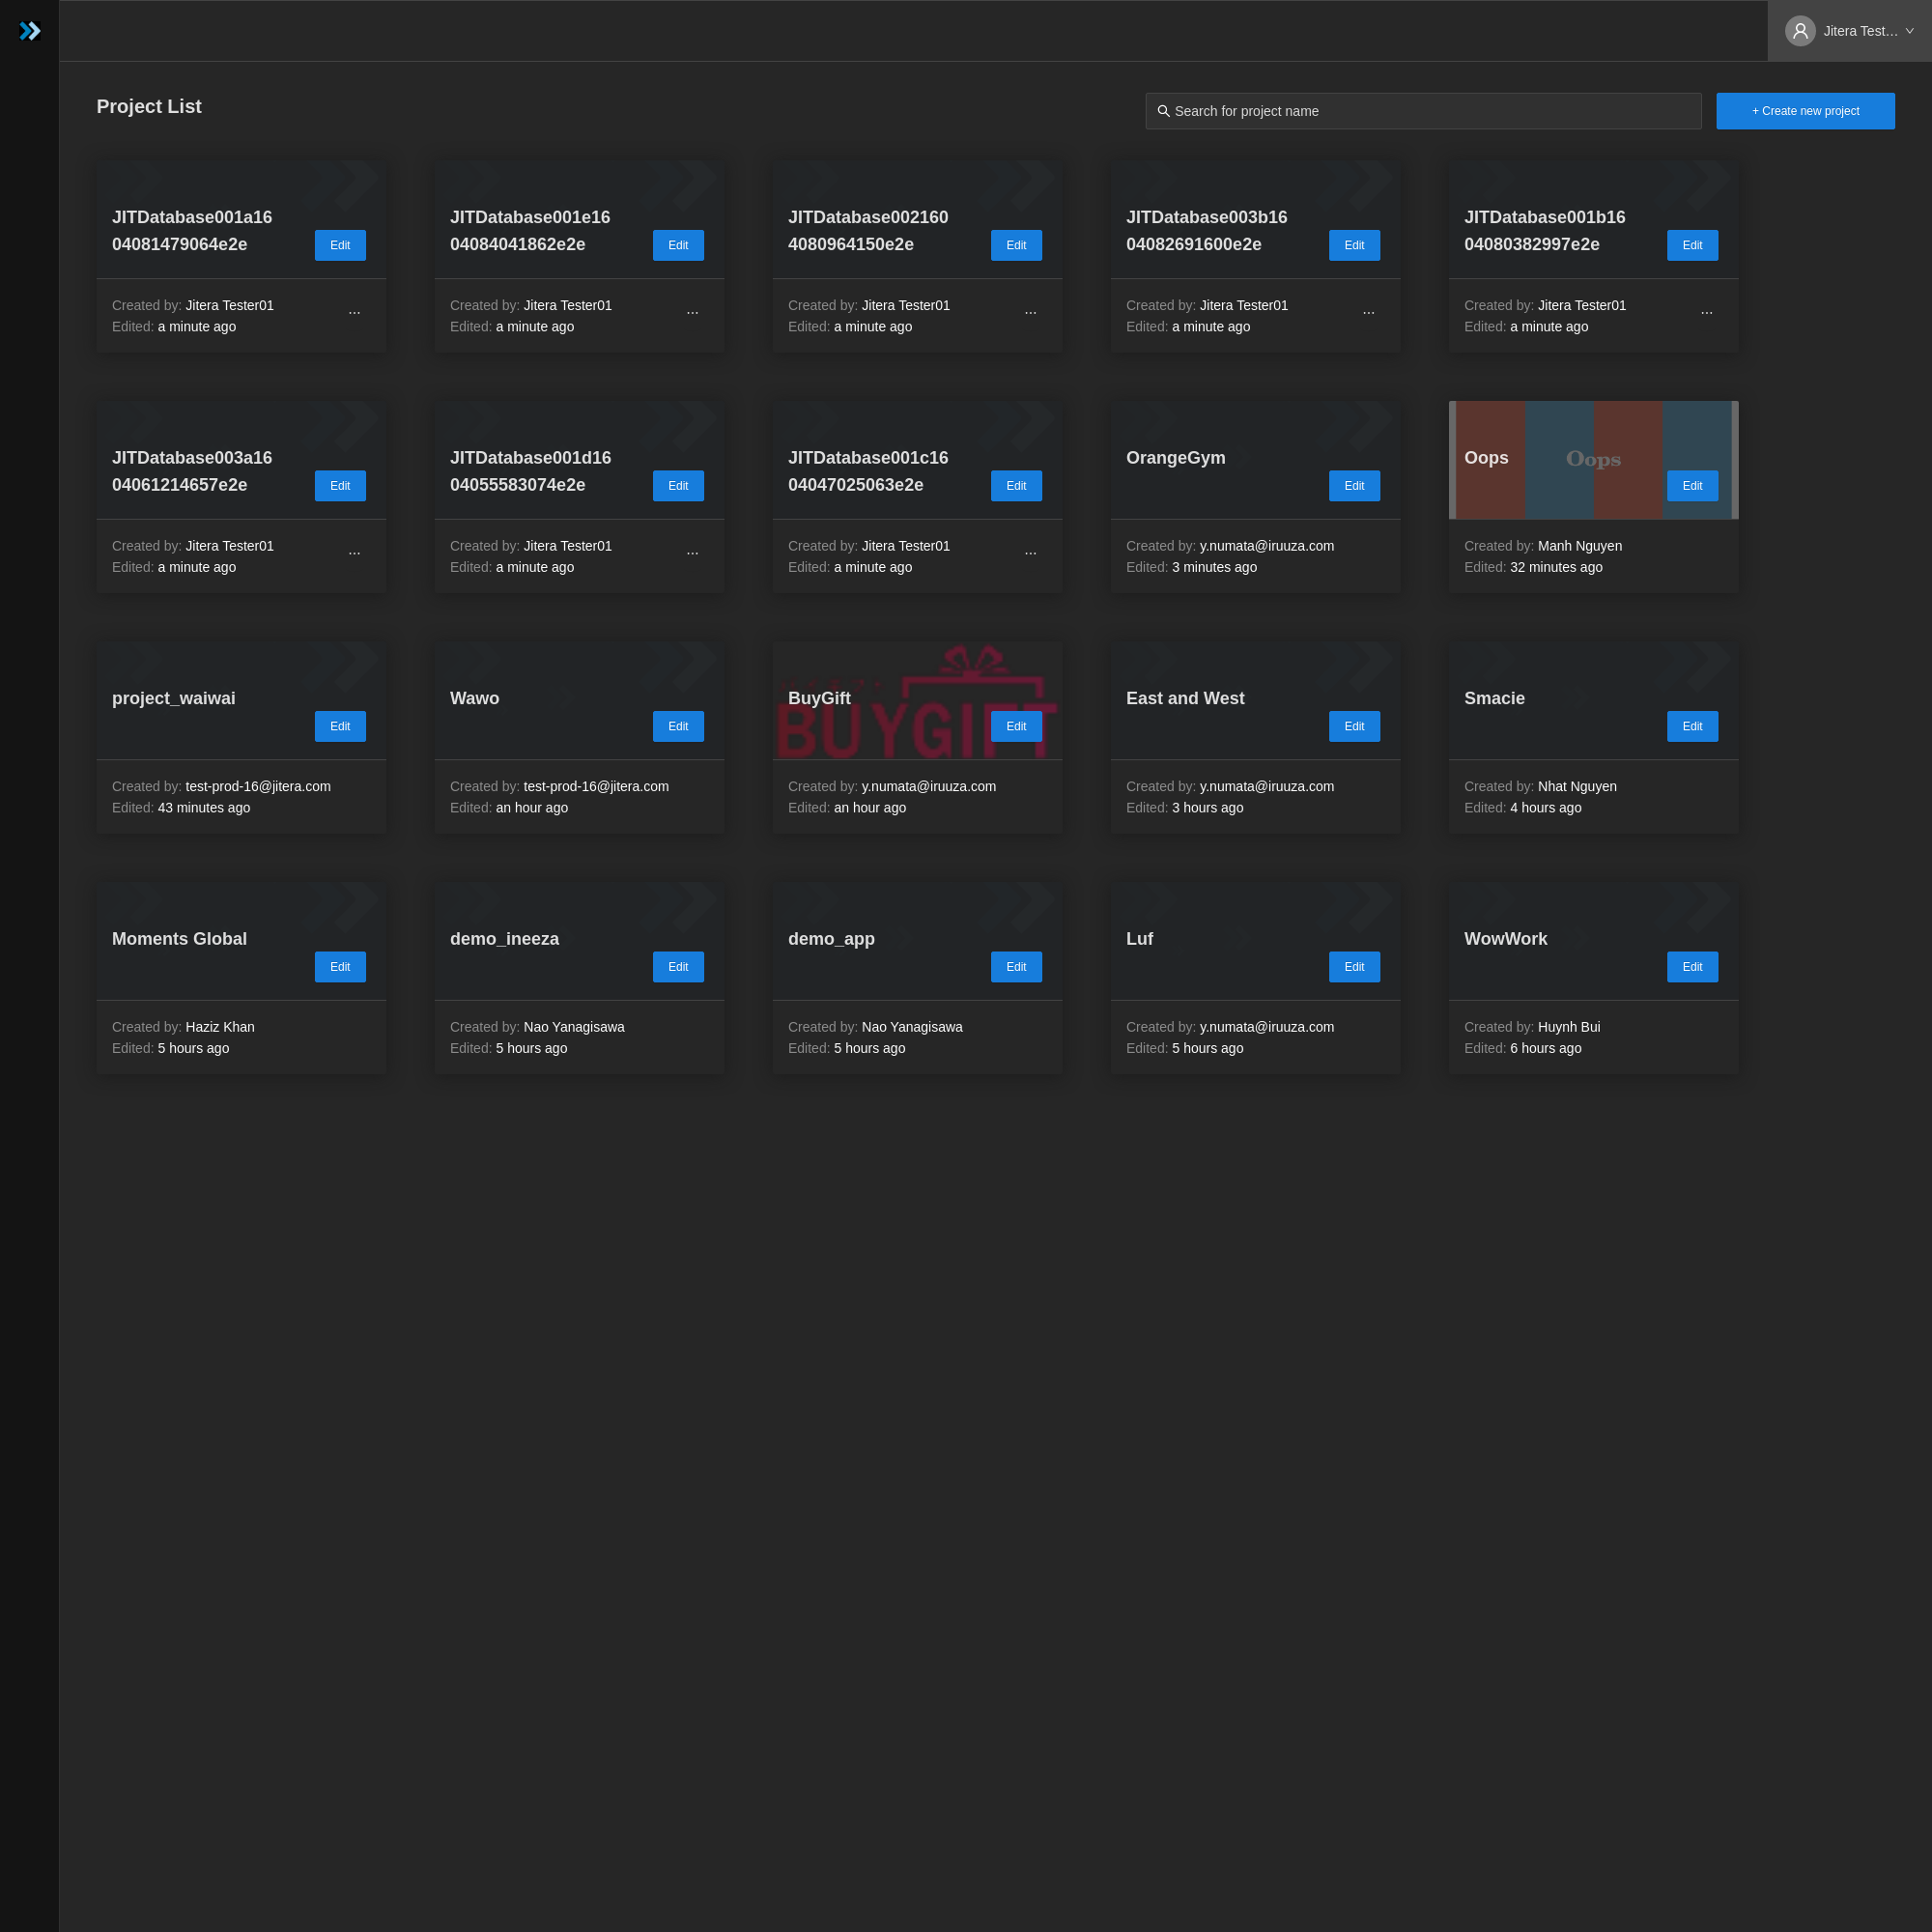 Jitera Test...
Project List
Search for project name
+ Create new project
JITDatabase001a16
04081479064e2e
Edit
Created by: Jitera Tester01
...
Edited: a minute ago
JITDatabase001e16
04084041862e2e
Edit
Created by: Jitera Tester01
...
Edited: a minute ago
JITDatabase002160
4080964150e2e
Edit
Created by: Jitera Tester01
...
Edited: a minute ago
JITDatabase003b16
04082691600e2e
Edit
Created by: Jitera Tester01
...
Edited: a minute ago
JITDatabase001b16
04080382997e2e
Edit
Created by: Jitera Tester01
...
Edited: a minute ago
JITDatabase003a16
04061214657e2e
Edit
Created by: Jitera Tester01
...
Edited: a minute ago
JITDatabase001d16
04055583074e2e
Edit
Created by: Jitera Tester01
...
Edited: a minute ago
JITDatabase001c16
04047025063e2e
Edit
Created by: Jitera Tester01
...
Edited: a minute ago
OrangeGym
Edit
Created by: y.numata@iruuza.com
Edited: 3 minutes ago
Oops
Oops
Edit
Created by: Manh Nguyen
Edited: 32 minutes ago
project_waiwai
Edit
Created by: test-prod-16@jitera.com
Edited: 43 minutes ago
Wawo
Edit
Created by: test-prod-16@jitera.com
Edited: an hour ago
BuyGift
BUYGIFT
Edit
Created by: y.numata@iruuza.com
Edited: an hour ago
East and West
Edit
Created by: y.numata@iruuza.com
Edited: 3 hours ago
Smacie
Edit
Created by: Nhat Nguyen
Edited: 4 hours ago
Moments Global
Edit
Created by: Haziz Khan
Edited: 5 hours ago
demo_ineeza
Edit
Created by: Nao Yanagisawa
Edited: 5 hours ago
demo_app
Edit
Created by: Nao Yanagisawa
Edited: 5 hours ago
Luf
Edit
Created by: y.numata@iruuza.com
Edited: 5 hours ago
WowWork
Edit
Created by: Huynh Bui
Edited: 6 hours ago